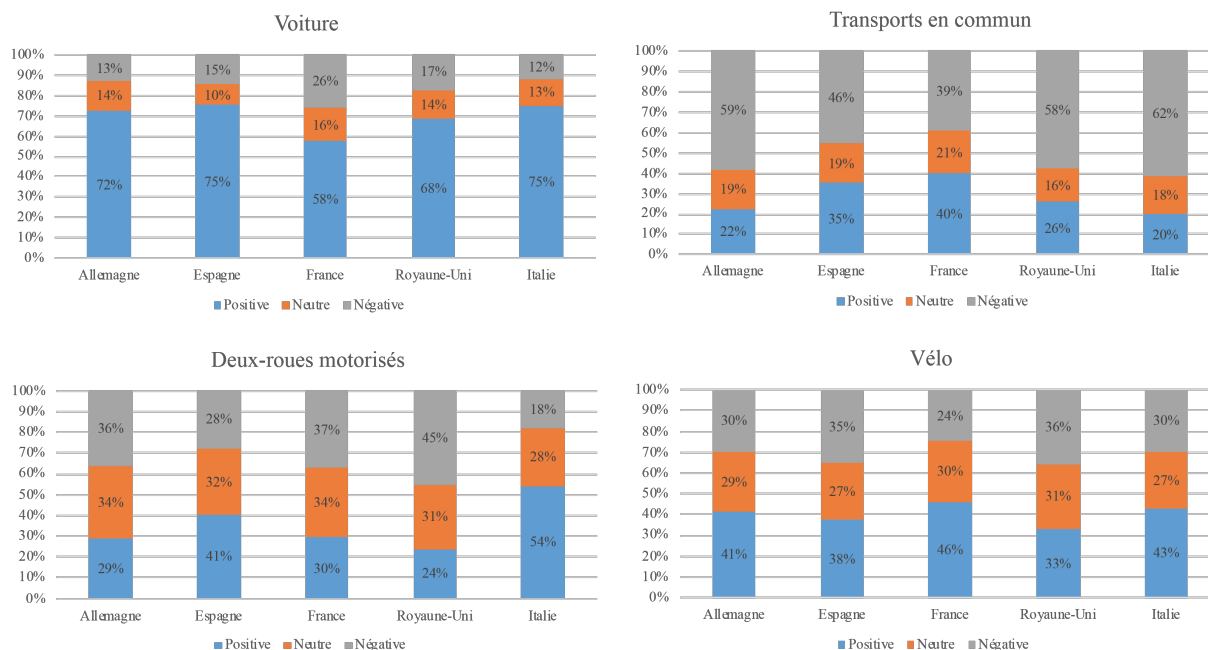 Voiture
100%
90%
80%
70%
60%
50%
40%
30%
20%
10%
0%
13% 15% 26% 17% 12%
14% 10% 16% 14% 13%
72% 75% 58% 68% 75%
Allemagne Espagne France Royaune-Uni Italie
Positive Neutre Négative
Transports en commun
100%
90%
80%
70%
60%
50%
40%
30%
20%
10%
0%
59% 46% 39% 58% 62%
19% 19% 21% 16% 18%
22% 35% 40% 26% 20%
Allemagne Espagne France Royaune-Uni Italie
Positive Neutre Négative
Deux-roues motorisés
100%
90%
80%
70%
60%
50%
40%
30%
20%
10%
0%
36% 28% 37% 45% 18%
34% 32% 34% 31% 28%
29% 41% 30% 24% 54%
Allemagne Espagne France Royaune-Uni Italie
Positive Neutre Négative
Vélo
100%
90%
80%
70%
60%
50%
40%
30%
20%
10%
0%
30% 35% 24% 36% 30%
29% 27% 30% 31% 27%
41% 38% 46% 33% 43%
Allemagne Espagne France Royaune-Uni Italie
Positive Neutre Négative